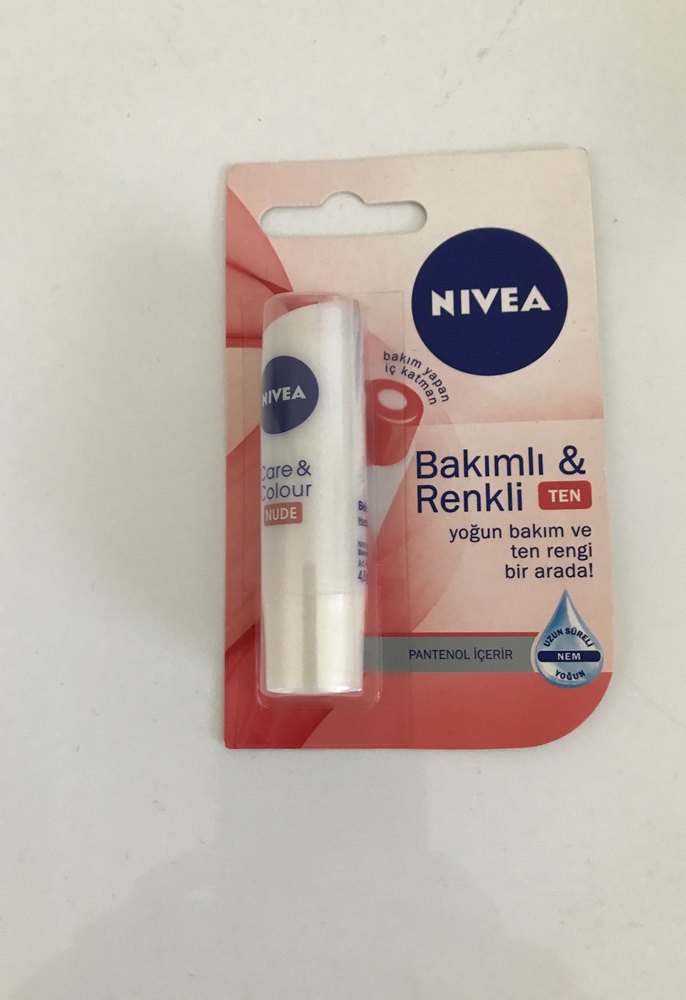 NIVEA
bakım yapan
iç katman
Bakımlı &
Renkli TEN
yoğun bakım ve
ten rengi
bir arada!
PANTENOL İÇERİR
UZUN SÜRELİ
NEM
YOĞUN
NIVEA
Care &
Colour
NUDE